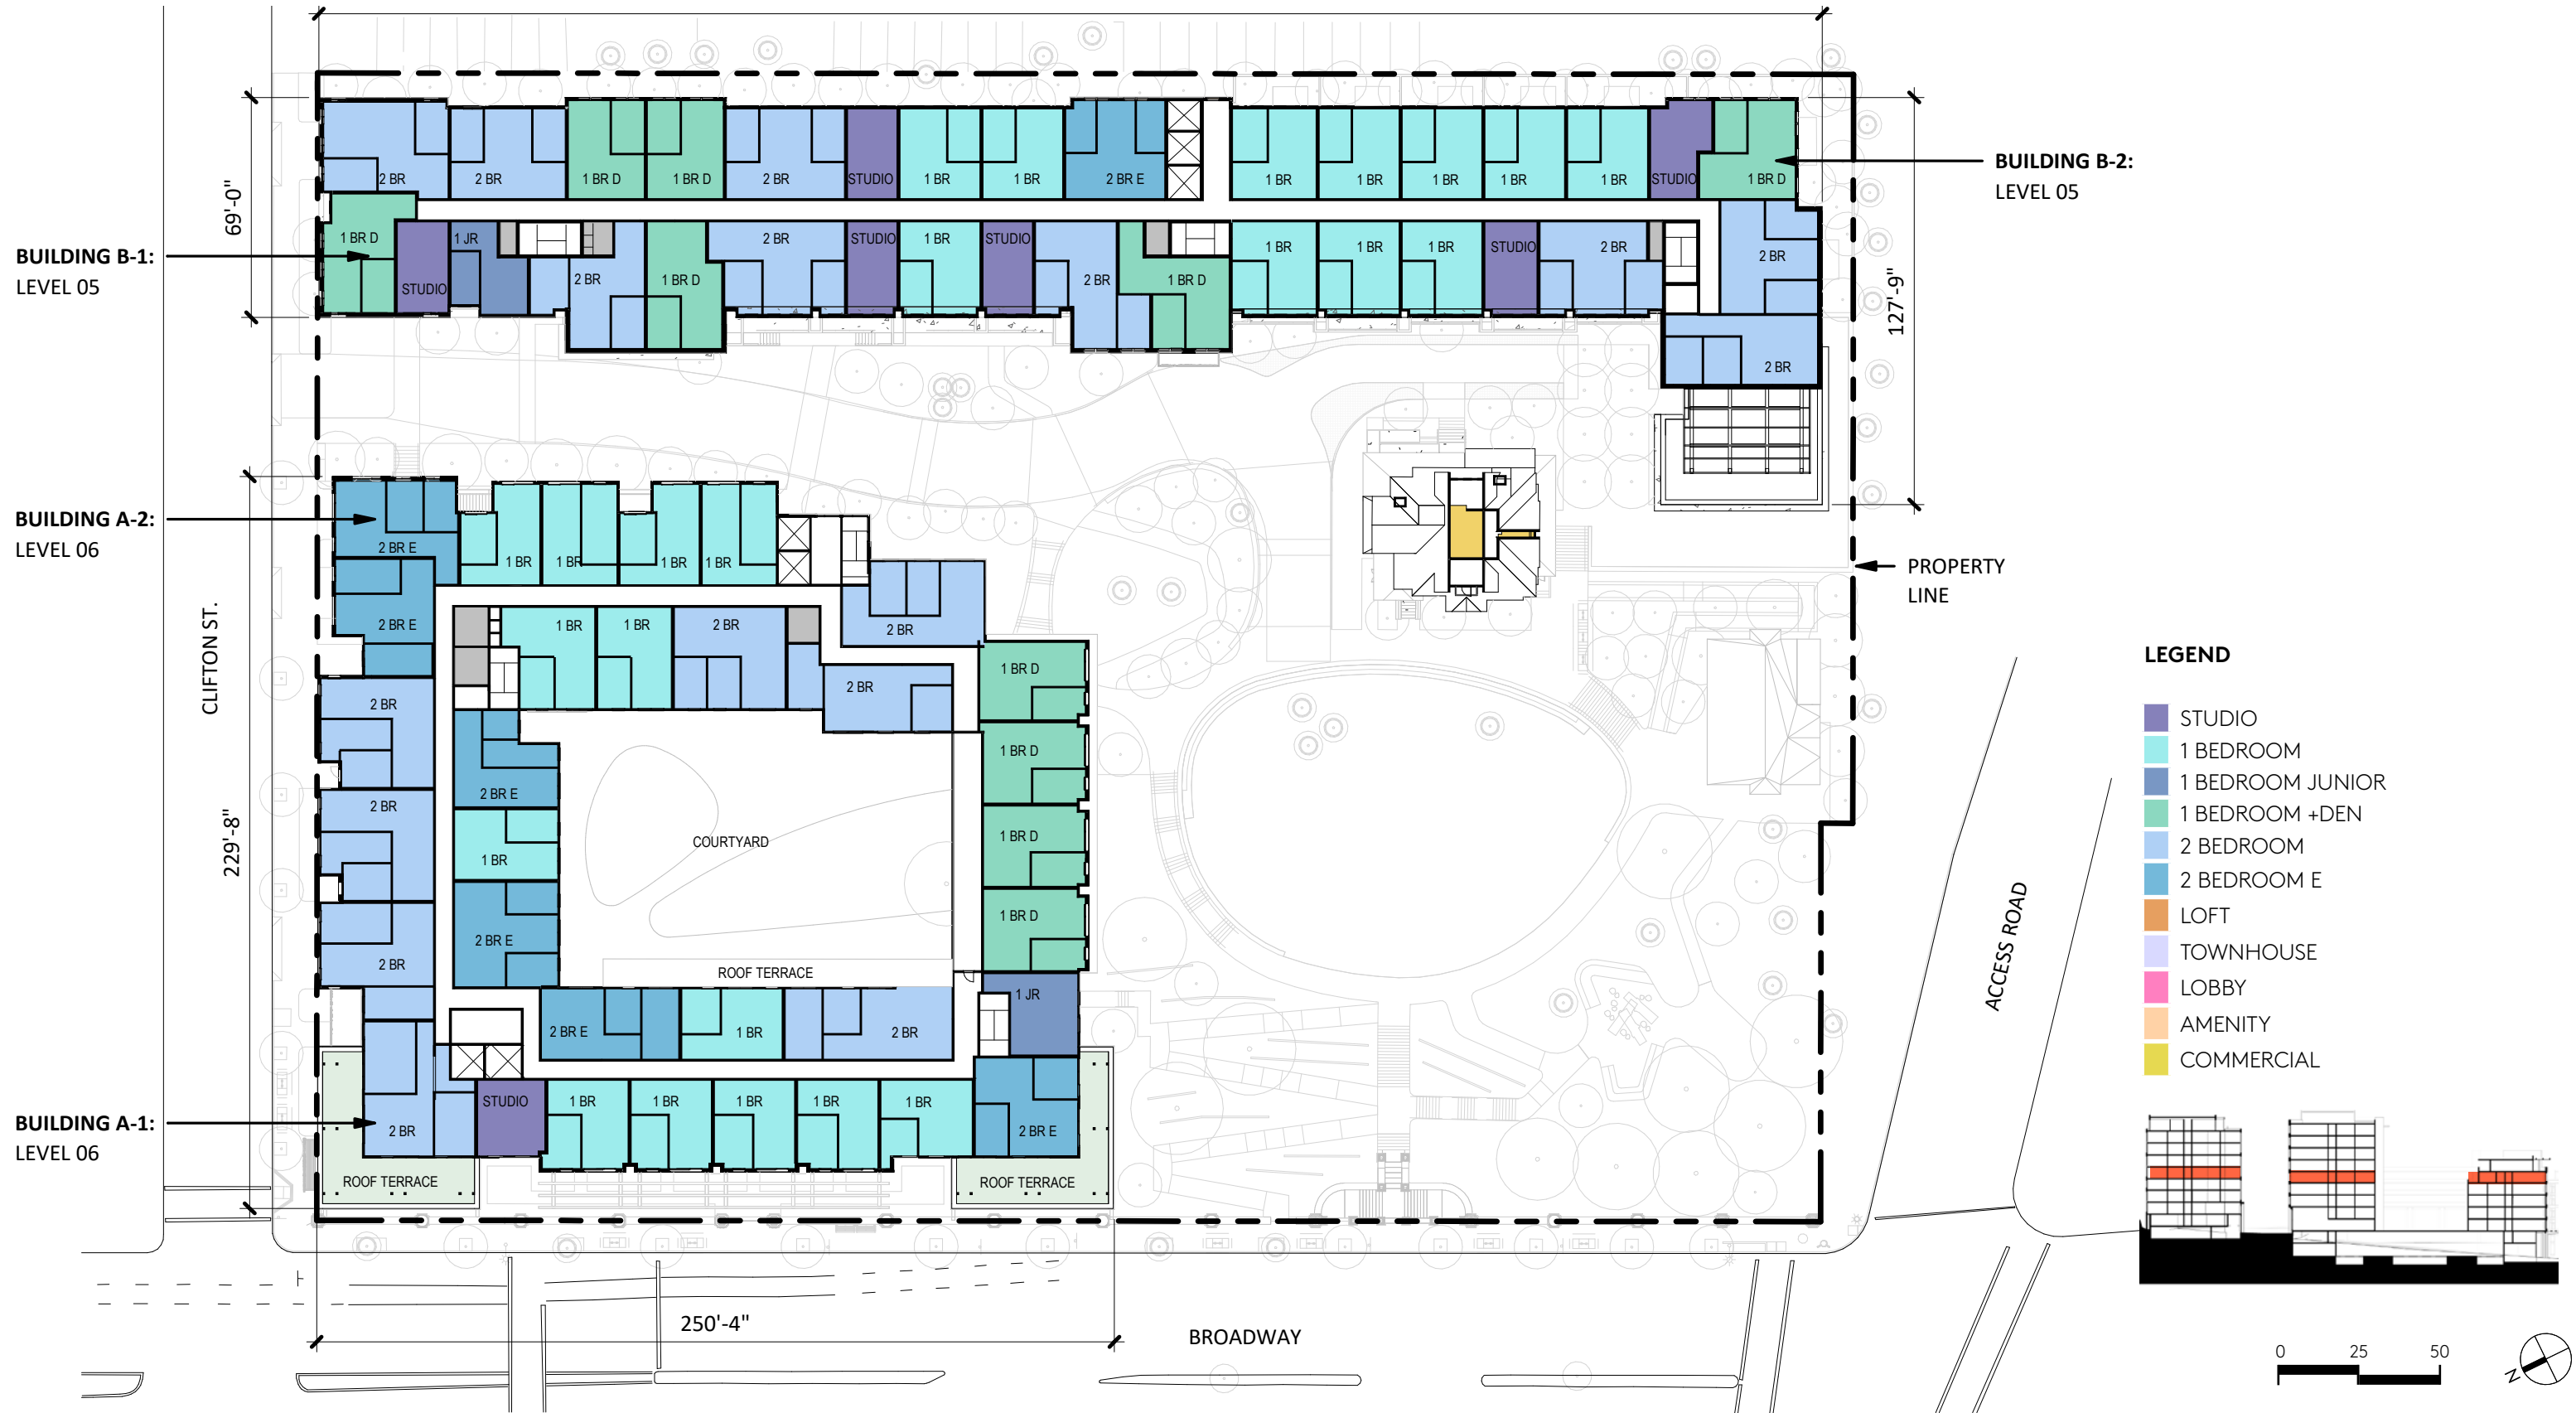 2 BR
2 BR
1 BR D
1 BR D
2 BR
STUDIO
1 BR
1 BR
2 BR E
1 BR
1 BR
1 BR
1 BR
1 BR
STUDIO
1 BR D
BUILDING B-2:
LEVEL 05
69'-0"
1 BR D
STUDIO
1 JR
2 BR
1 BR D
2 BR
STUDIO
1 BR
STUDIO
2 BR
1 BR D
1 BR
1 BR
1 BR
STUDIO
2 BR
2 BR
2 BR
127'-9"
BUILDING B-1:
LEVEL 05
BUILDING A-2:
LEVEL 06
2 BR E
1 BR
1 BR
1 BR
1 BR
PROPERTY
LINE
CLIFTON ST.
2 BR E
1 BR
1 BR
2 BR
2 BR
2 BR
1 BR D
2 BR
2 BR E
1 BR D
2 BR
229'-8"
1 BR
COURTYARD
1 BR D
2 BR E
1 BR D
2 BR
ROOF TERRACE
1 JR
2 BR E
1 BR
2 BR
ACCESS ROAD
BUILDING A-1:
LEVEL 06
2 BR
STUDIO
1 BR
1 BR
1 BR
1 BR
1 BR
2 BR E
ROOF TERRACE
ROOF TERRACE
250'-4"
BROADWAY
LEGEND
STUDIO
1 BEDROOM
1 BEDROOM JUNIOR
1 BEDROOM +DEN
2 BEDROOM
2 BEDROOM E
LOFT
TOWNHOUSE
LOBBY
AMENITY
COMMERCIAL
0 25 50
N